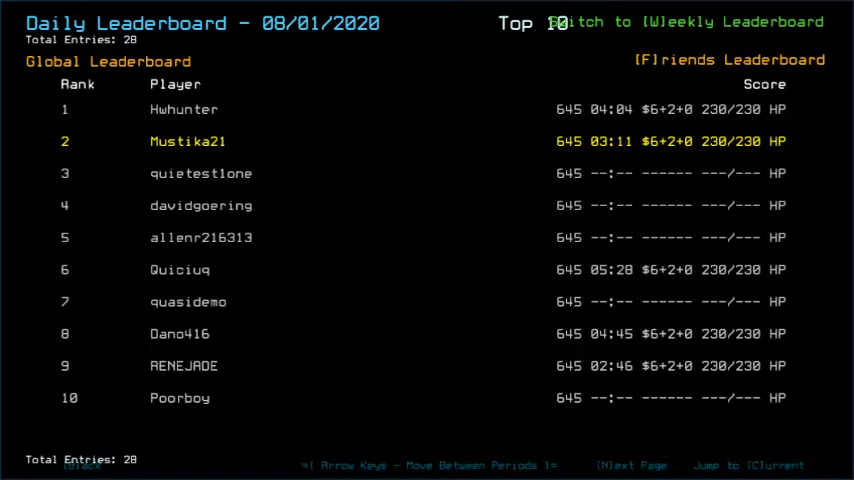 Daily Leaderboard - 08/01/2020 Top 10 Switch to [W]eekly Leaderboard
Total Entries: 28
Global Leaderboard [F]riends Leaderboard
Rank Player Score
1 Hwhunter 645 04:04 $6+2+0 230/230 HP
2 Mustika21 645 03:11 $6+2+0 230/230 HP
3 quietest1one 645 --:-- ------ ---/--- HP
4 davidgoering 645 --:-- ------ ---/--- HP
5 allenr216313 645 --:-- ------ ---/--- HP
6 Quiciuq 645 05:28 $6+2+0 230/230 HP
7 quasidemo 645 --:-- ------ ---/--- HP
8 Dano416 645 04:45 $6+2+0 230/230 HP
9 RENEJADE 645 02:46 $6+2+0 230/230 HP
10 Poorboy 645 --:-- ------ ---/--- HP
Total Entries: 28
[B]ack =[ Arrow Keys - Move Between Periods ]= [N]ext Page Jump to [C]urrent